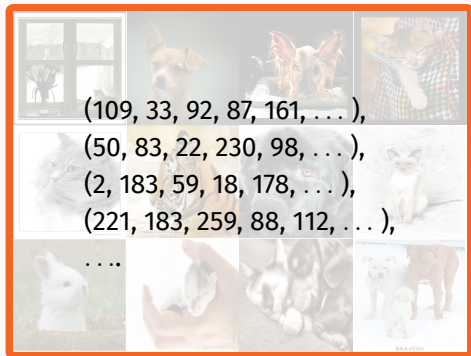 (109, 33, 92, 87, 161, . . . ),
(50, 83, 22, 230, 98, . . . ),
(2, 183, 59, 18, 178, . . . ),
(221, 183, 259, 88, 112, . . . ),
. . ..
BRAVERY